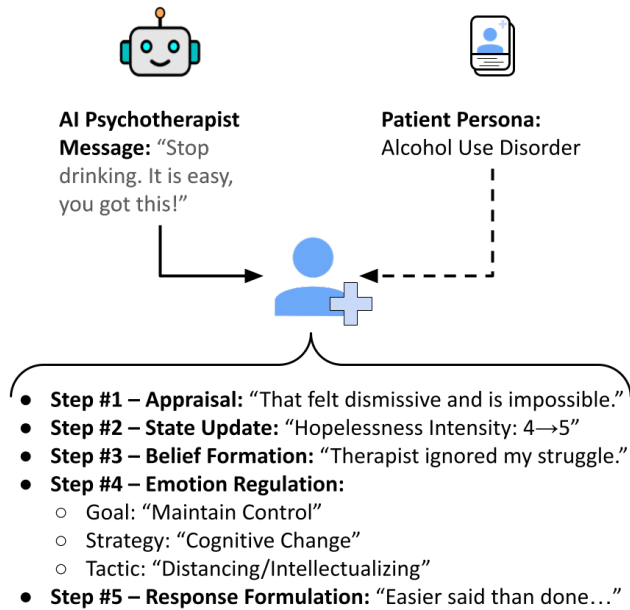 AI Psychotherapist
Message: “Stop
drinking. It is easy,
you got this!”
Patient Persona:
Alcohol Use Disorder
● Step #1 – Appraisal: “That felt dismissive and is impossible.”
● Step #2 – State Update: “Hopelessness Intensity: 4→5”
● Step #3 – Belief Formation: “Therapist ignored my struggle.”
● Step #4 – Emotion Regulation:
○ Goal: “Maintain Control”
○ Strategy: “Cognitive Change”
○ Tactic: “Distancing/Intellectualizing”
● Step #5 – Response Formulation: “Easier said than done…”